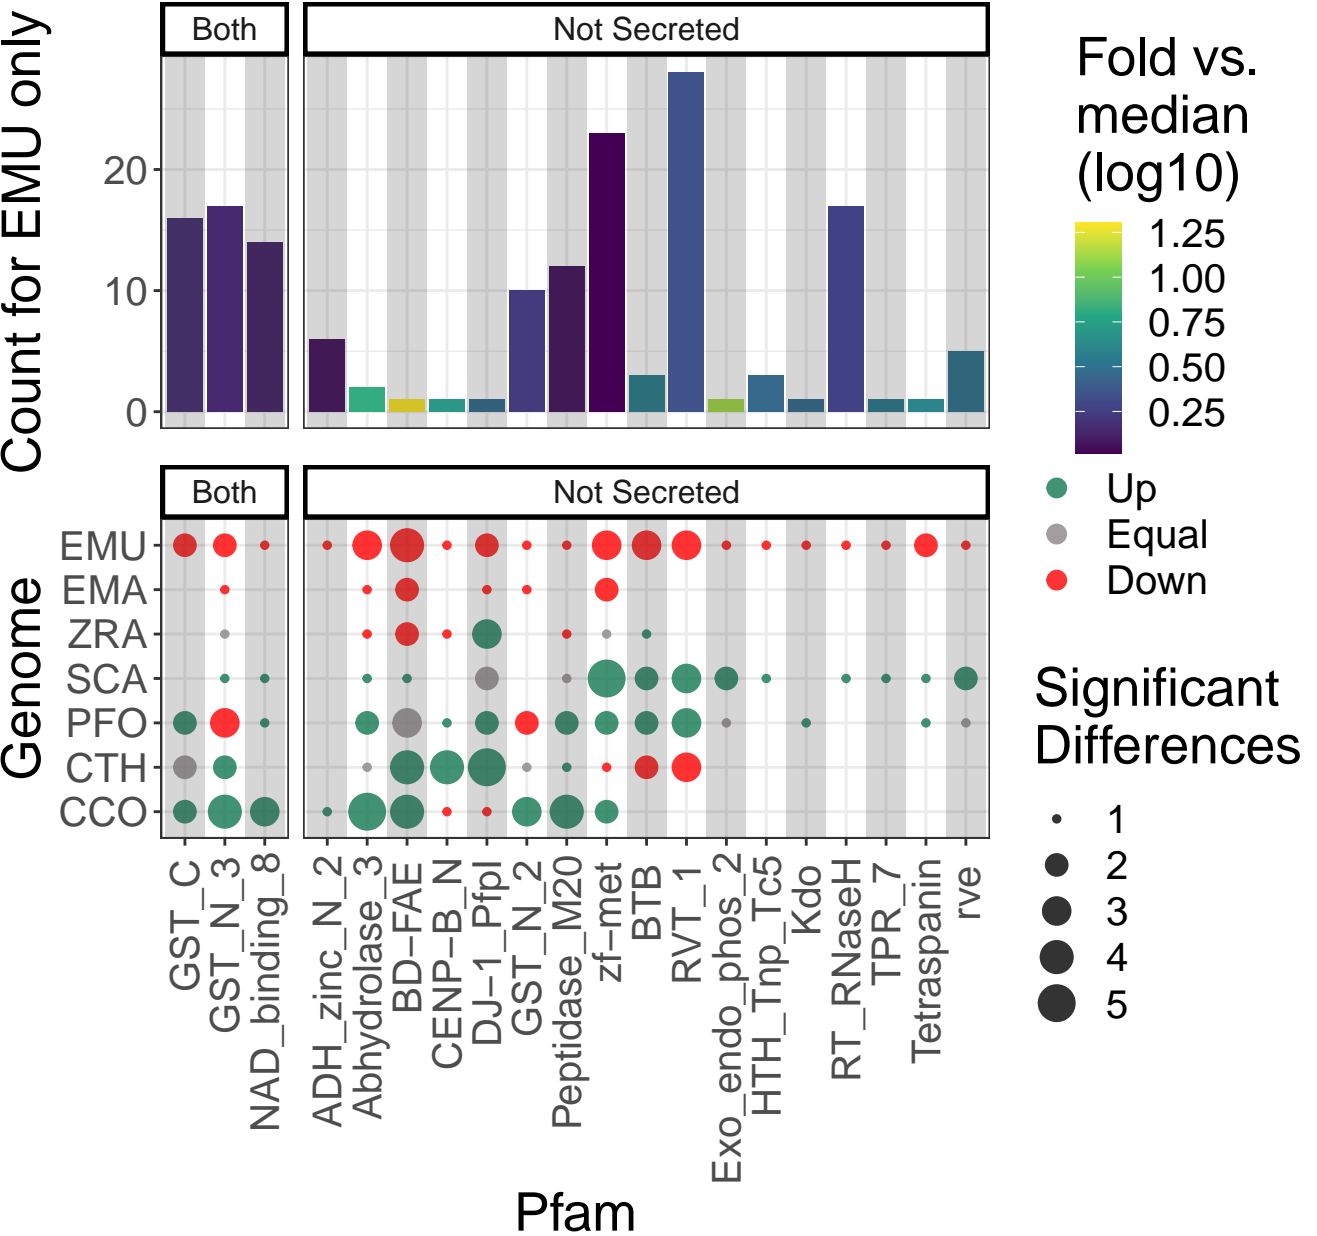 Both
Not Secreted
Count for EMU only
20
10
0
Fold vs.
median
(log10)
1.25
1.00
0.75
0.50
0.25
Up
Equal
Down
Both
Not Secreted
Genome
EMU
EMA
ZRA
SCA
PFO
CTH
CCO
Significant
Differences
1
2
3
4
5
GST_C
GST_N_3
NAD_binding_8
ADH_zinc_N_2
Abhydrolase_3
BD−FAE
CENP−B_N
DJ−1_PfpI
GST_N_2
Peptidase_M20
zf−met
BTB
RVT_1
Exo_endo_phos_2
HTH_Tnp_Tc5
Kdo
RT_RNaseH
TPR_7
Tetraspanin
rve
Pfam